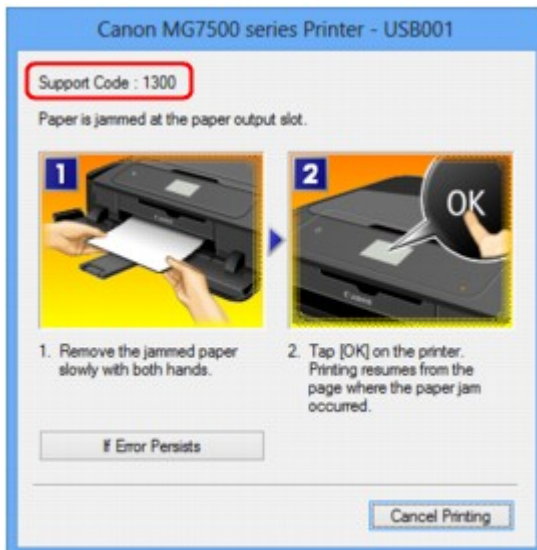 Canon MG7500 series Printer - USB001
Support Code : 1300
Paper is jammed at the paper output slot.
1
2
OK
Canon
Canon
1. Remove the jammed paper
slowly with both hands.
2. Tap [OK] on the printer.
Printing resumes from the
page where the paper jam
occurred.
If Error Persists
Cancel Printing